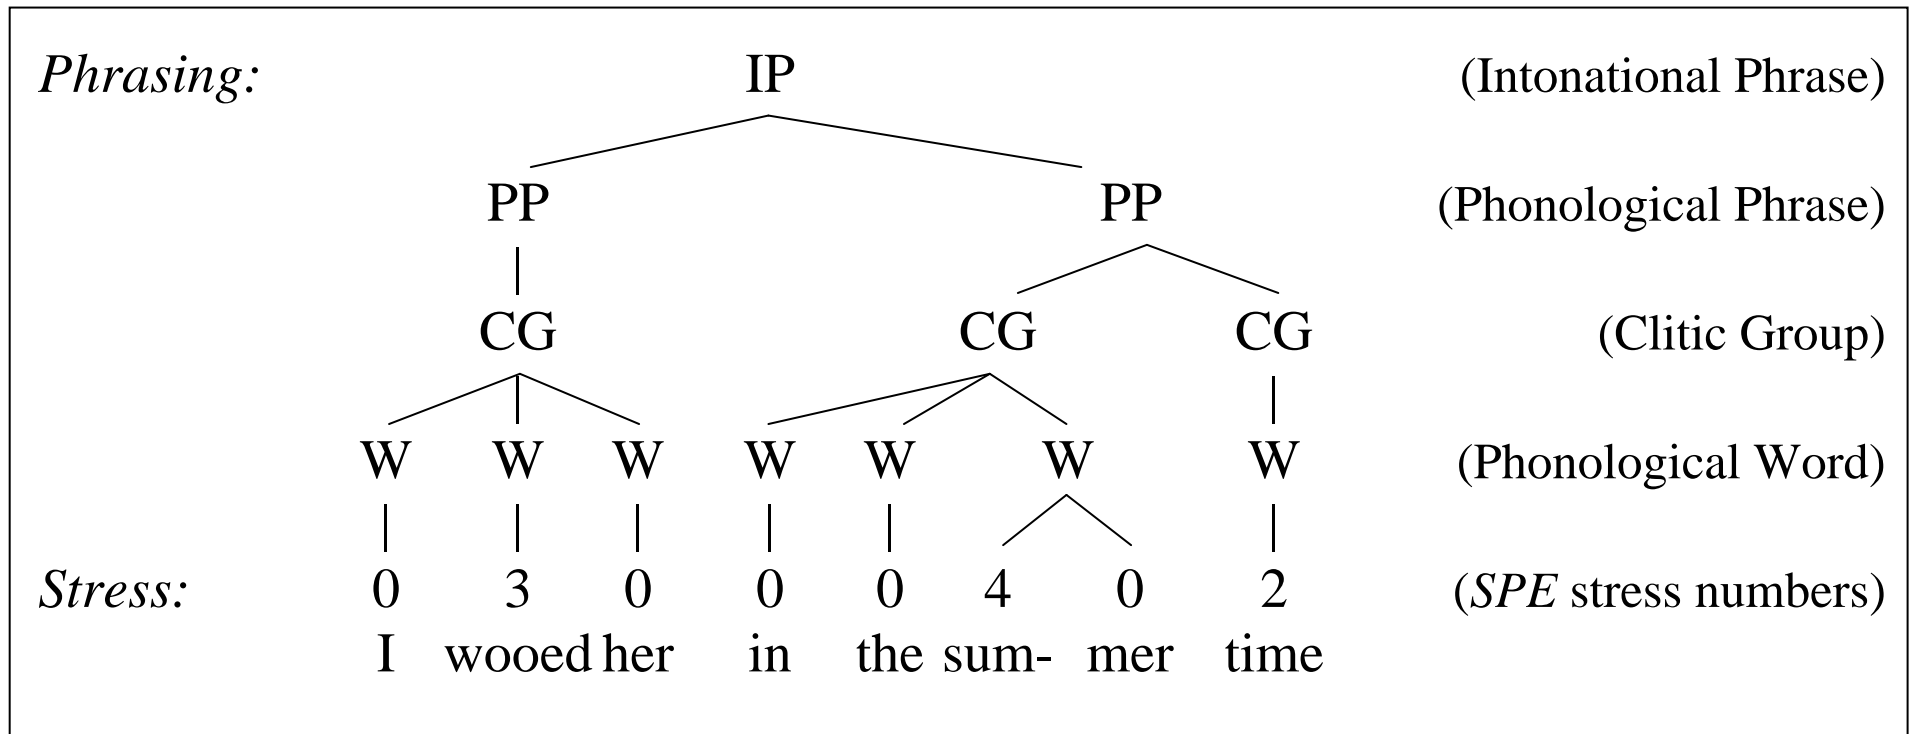 Phrasing: IP (Intonational Phrase)
PP PP (Phonological Phrase)
CG CG CG (Clitic Group)
W W W W W W W (Phonological Word)
Stress: 0 3 0 0 0 4 0 2 (SPE stress numbers)
I wooed her in the sum- mer time